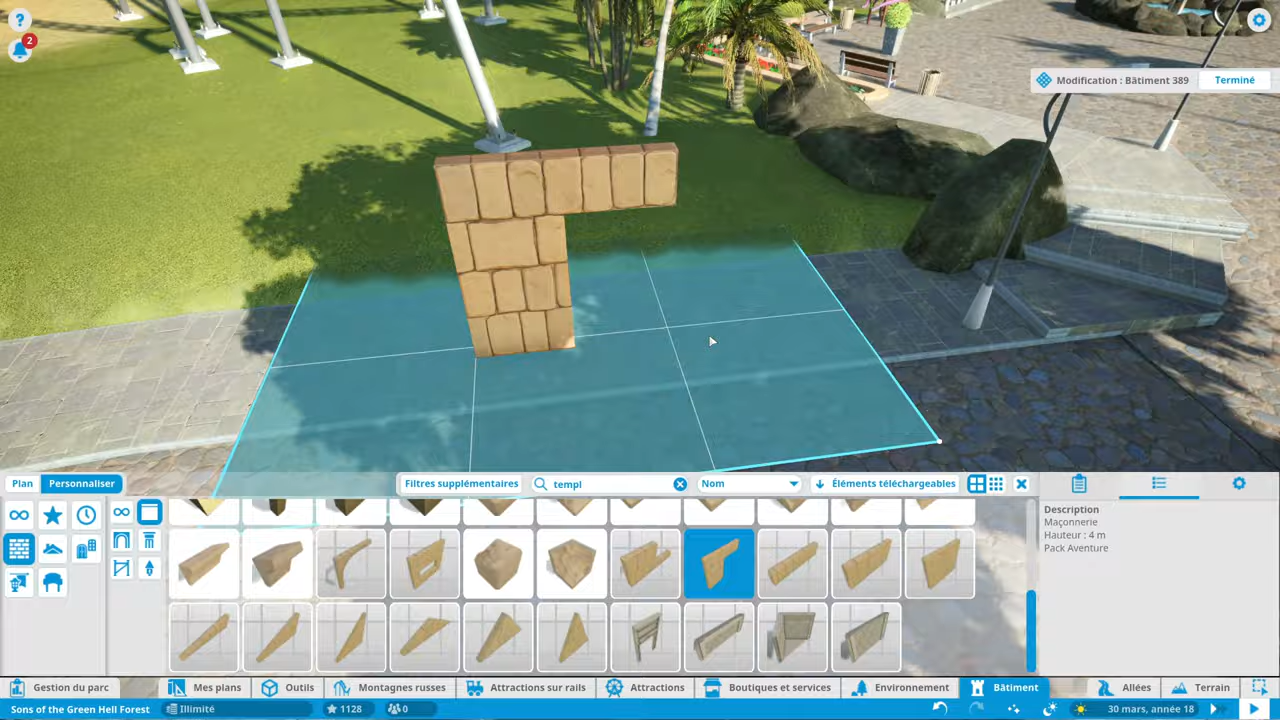 ?
2
Modification : Bâtiment 389
Terminé
Plan
Personnaliser
Filtres supplémentaires
templ
Nom
Éléments téléchargeables
Description
Maçonnerie
Hauteur : 4 m
Pack Aventure
Gestion du parc
Mes plans
Outils
Montagnes russes
Attractions sur rails
Attractions
Boutiques et services
Environnement
Bâtiment
Allées
Terrain
Sons of the Green Hell Forest
Illimité
1128
0
30 mars, année 18